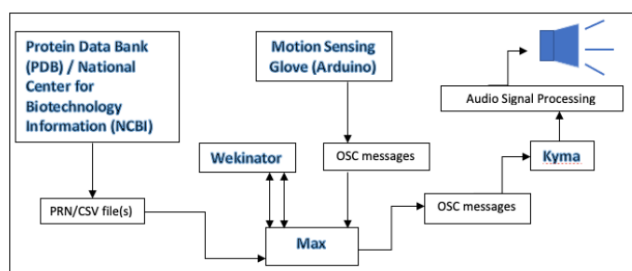 Protein Data Bank
(PDB) / National
Center for
Biotechnology
Information (NCBI)
Motion Sensing
Glove (Arduino)
Audio Signal Processing
Wekinator
OSC messages
Kyma
PRN/CSV file(s)
OSC messages
Max